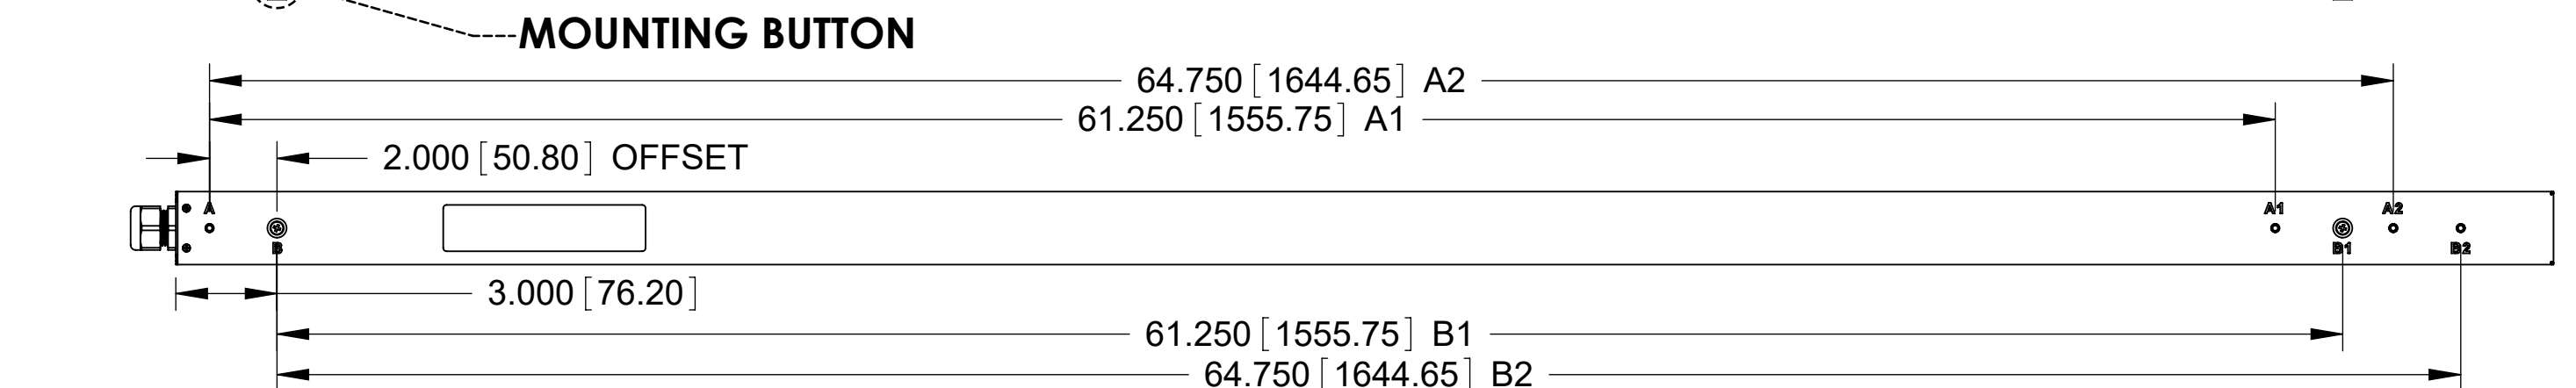 MOUNTING BUTTON
64.750 [1644.65] A2
61.250 [1555.75] A1
2.000 [50.80] OFFSET
A
A1
A2
B
B1
B2
3.000 [76.20]
61.250 [1555.75] B1
64.750 [1644.65] B2